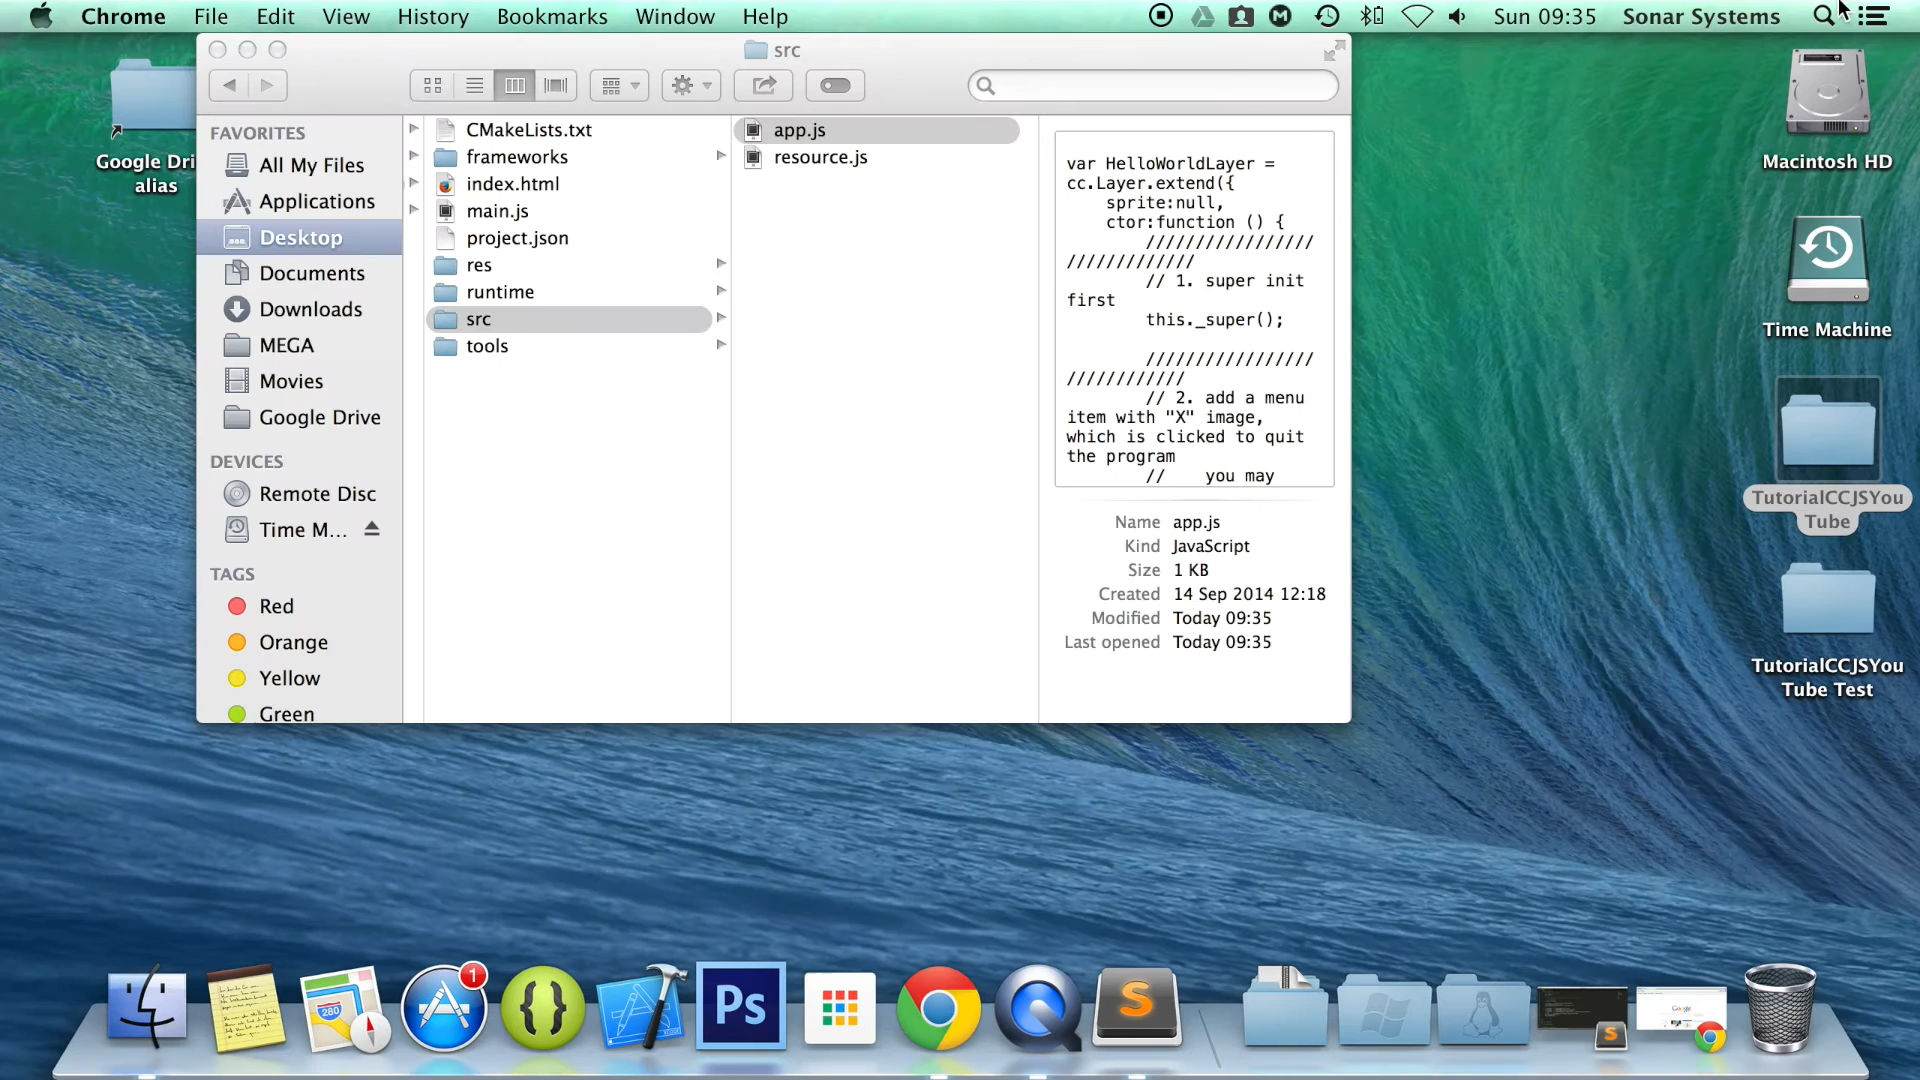 Chrome File Edit View History Bookmarks Window Help Sun 09:35 Sonar Systems
src
Google Dri
alias
FAVORITES
All My Files
Applications
Desktop
Documents
Downloads
MEGA
Movies
Google Drive
DEVICES
Remote Disc
Time M...
TAGS
Red
Orange
Yellow
Green
CMakeLists.txt
frameworks
index.html
main.js
project.json
res
runtime
src
tools
app.js
resource.js
var HelloWorldLayer =
cc.Layer.extend({
sprite:null,
ctor:function () {
/////////////////
/////////////
// 1. super init
first
this._super();
/////////////////
////////////
// 2. add a menu
item with "X" image,
which is clicked to quit
the program
// you may
Name app.js
Kind JavaScript
Size 1 KB
Created 14 Sep 2014 12:18
Modified Today 09:35
Last opened Today 09:35
Macintosh HD
Time Machine
TutorialCCJSYou
Tube
TutorialCCJSYou
Tube Test
280
1
{}
Ps
S
Google
S